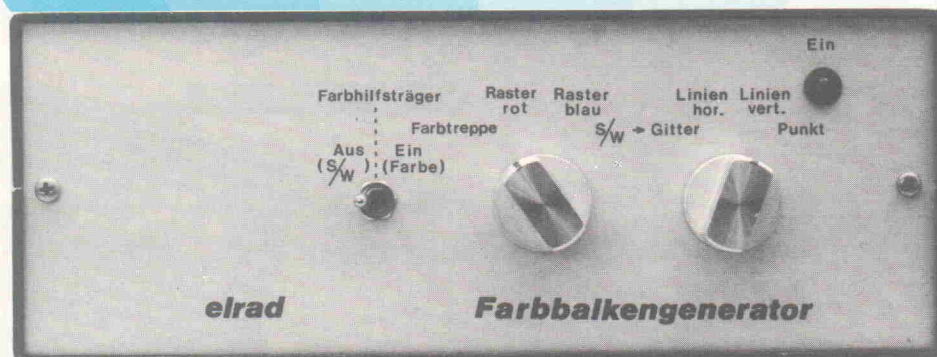 Ein
Farbhilfsträger
Raster rot
Raster blau
Linien hor.
Linien vert.
Farbtreppe
S/W → Gitter
Punkt
Aus (S/W)
Ein (Farbe)
elrad
Farbbalkengenerator